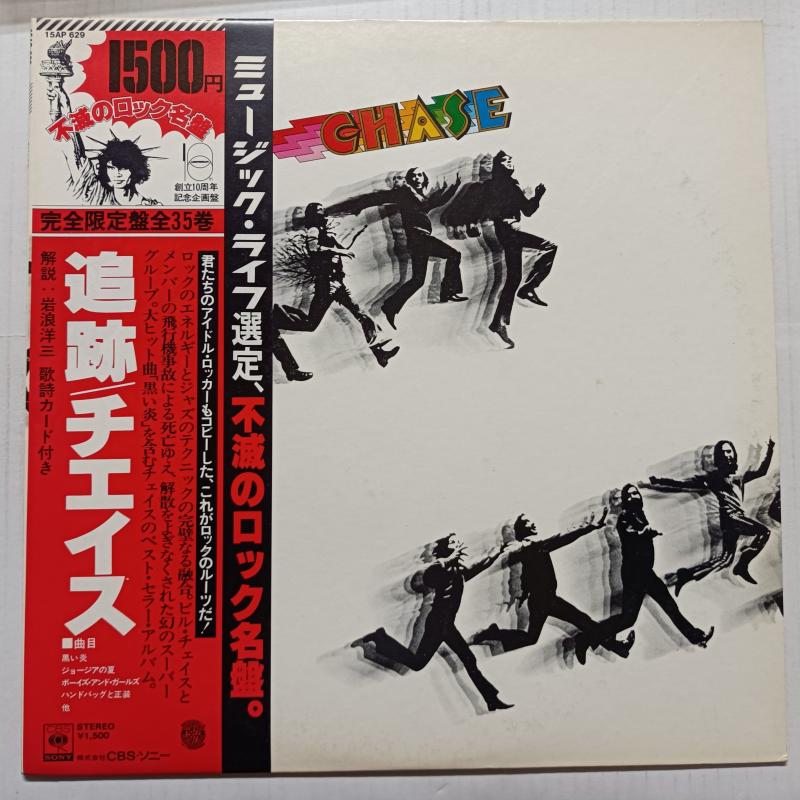 15AP 629
1500円
不滅のロック名盤
10
創立10周年
記念企画盤
完全限定盤全35巻
ミュージック・ライフ選定、不滅のロック名盤。
君たちのアイドル・ロッカーもコピーした、これがロックのルーツだ!
ロックのエネルギーとジャズのテクニックの完璧なる融合。ビル・チェイスと
メンバーの飛行機事故による死亡ゆえ、解散をよぎなくされた幻のスーパー
グループ。大ヒット曲「黒い炎」を含むチェイスのベスト・セラー・アルバム。
追跡/チェイス
解説:岩浪洋三 歌詩カード付き
■曲目
黒い炎
ジョージアの夏
ボーイズ・アンド・ガールズ
ハンドバッグと正装
他
CBS
SONY
STEREO
¥1,500
株式会社CBS・ソニー
CHASE